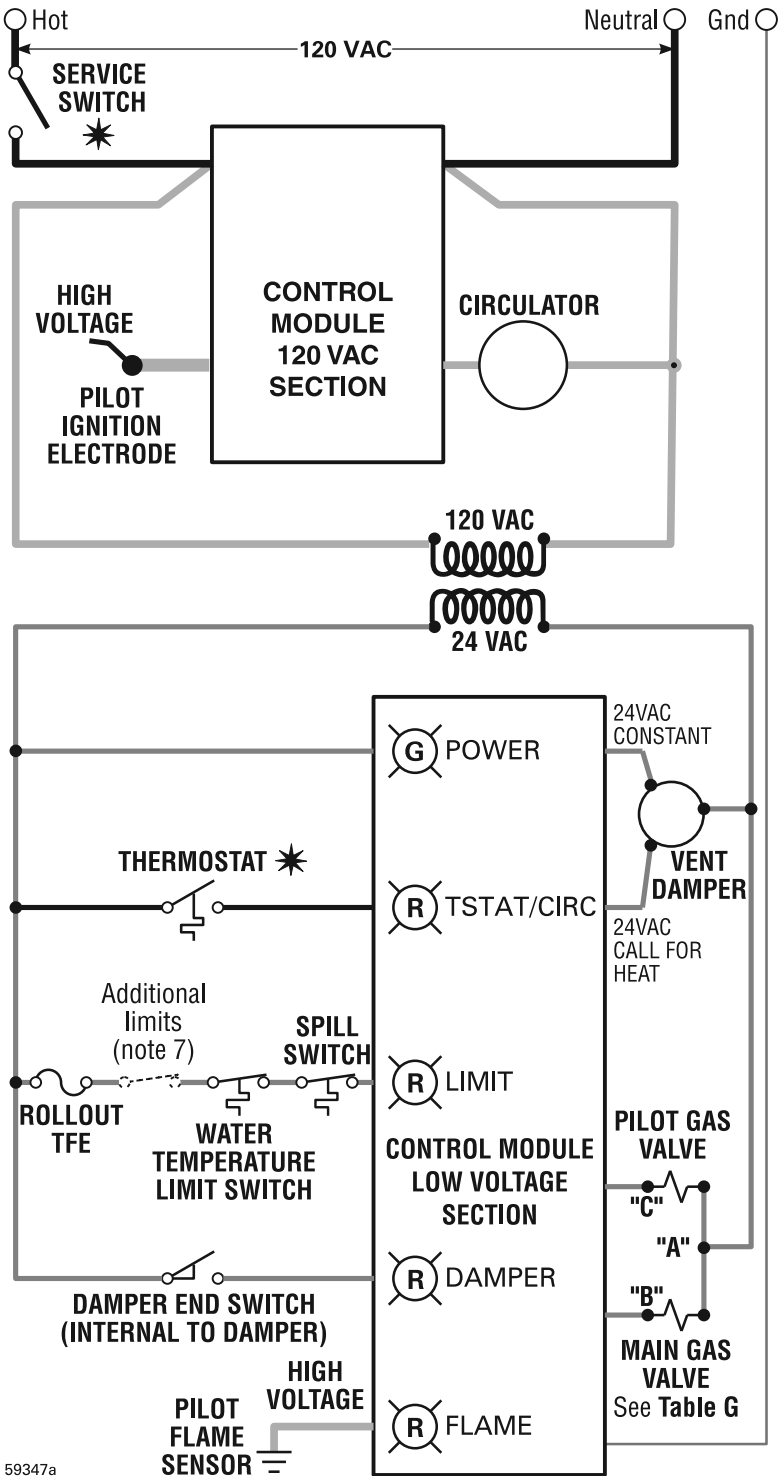 Hot
Neutral
Gnd
120 VAC
SERVICE
SWITCH
CONTROL
MODULE
120 VAC
SECTION
HIGH
VOLTAGE
PILOT
IGNITION
ELECTRODE
CIRCULATOR
120 VAC
24 VAC
24VAC
CONSTANT
G POWER
VENT
DAMPER
THERMOSTAT
R TSTAT/CIRC
24VAC
CALL FOR
HEAT
Additional
limits
(note 7)
SPILL
SWITCH
R LIMIT
ROLLOUT
TFE
WATER
TEMPERATURE
LIMIT SWITCH
CONTROL MODULE
LOW VOLTAGE
SECTION
PILOT GAS
VALVE
"C"
"A"
"B"
MAIN GAS
VALVE
See Table G
R DAMPER
DAMPER END SWITCH
(INTERNAL TO DAMPER)
HIGH
VOLTAGE
PILOT
FLAME
SENSOR
R FLAME
59347a